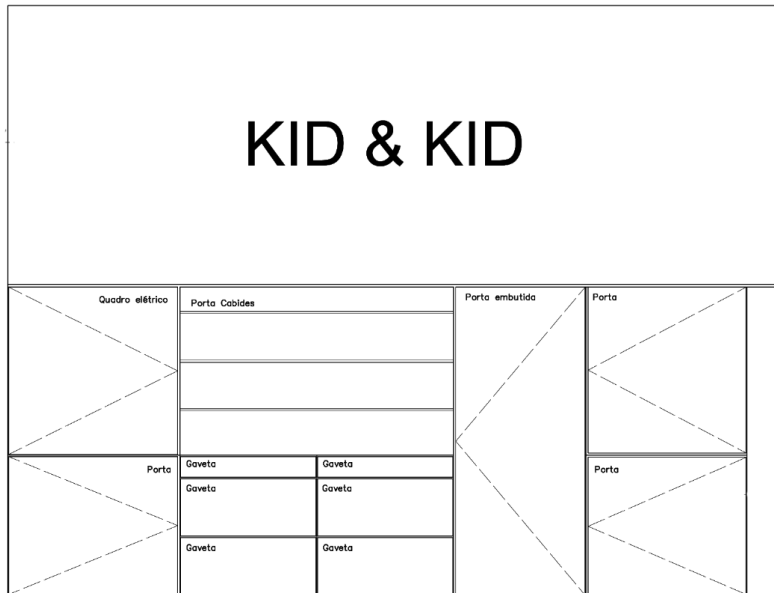 KID & KID
Quadro elétrico
Porta Cabides
Porta embutida
Porta
Porta
Gaveta
Gaveta
Gaveta
Gaveta
Gaveta
Gaveta
Porta